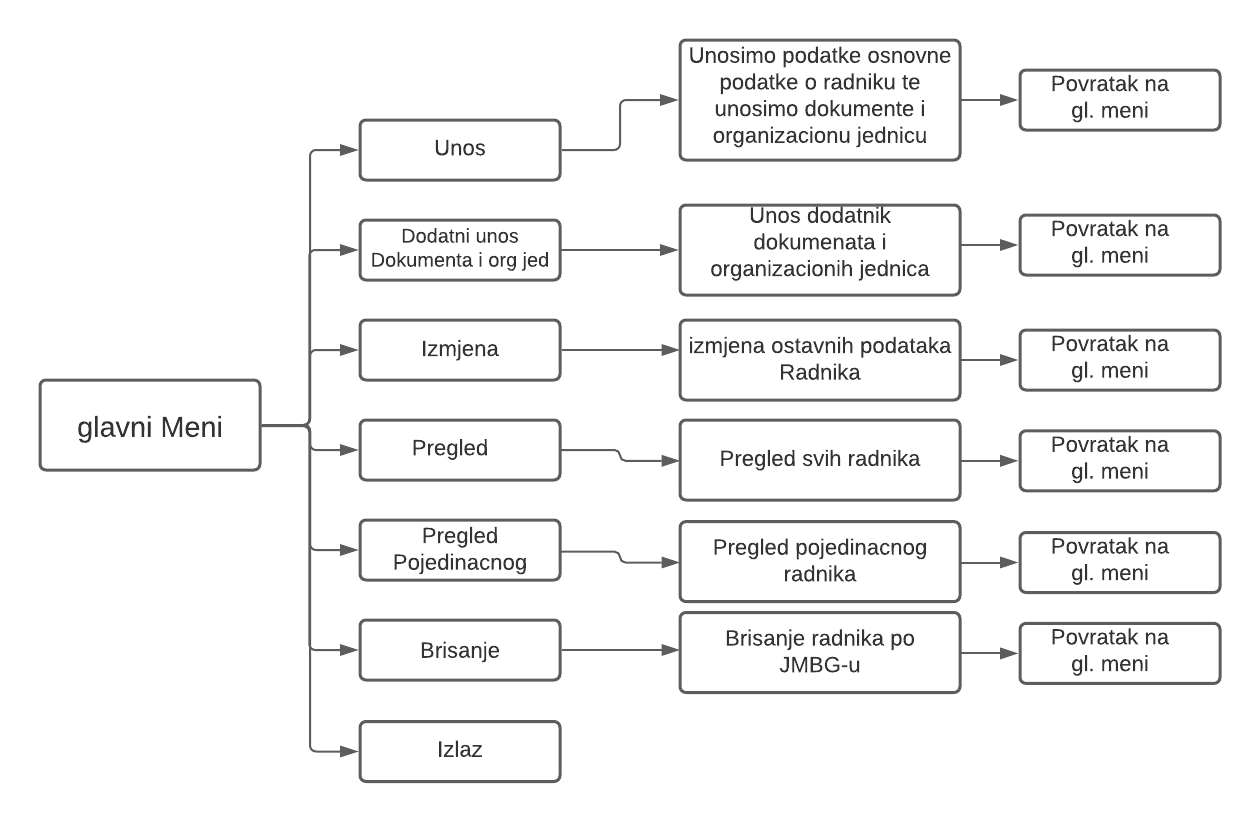 Unosimo podatke osnovne
podatke o radniku te
unosimo dokumente i
organizacionu jednicu
Povratak na
gl. meni
Unos
Unos dodatnik
dokumenata i
organizacionih jednica
Povratak na
gl. meni
Dodatni unos
Dokumenta i org jed
Izmjena
izmjena ostavnih podataka
Radnika
Povratak na
gl. meni
glavni Meni
Pregled
Pregled svih radnika
Povratak na
gl. meni
Pregled
Pojedinacnog
Pregled pojedinacnog
radnika
Povratak na
gl. meni
Brisanje
Brisanje radnika po
JMBG-u
Povratak na
gl. meni
Izlaz